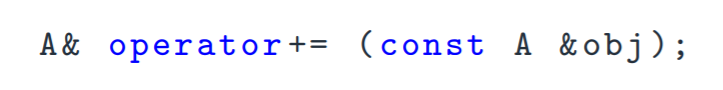 A& operator+= (const A &obj);